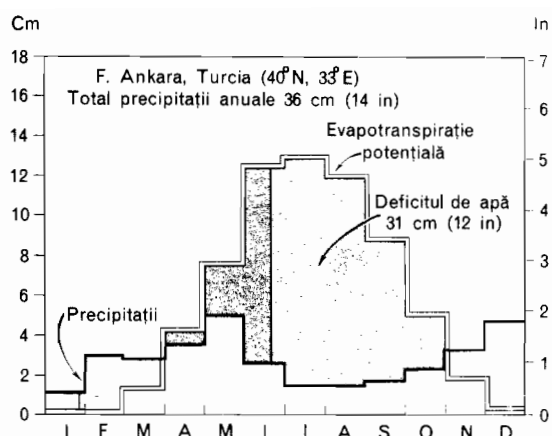 Cm
In
F. Ankara, Turcia (40°N, 33°E)
Total precipitații anuale 36 cm (14 in)
Evapotranspirație
potențială
Deficitul de apă
31 cm (12 in)
Precipitații
18
16
14
12
10
8
6
4
2
0
7
6
5
4
3
2
1
0
I F M A M I I A S O N D